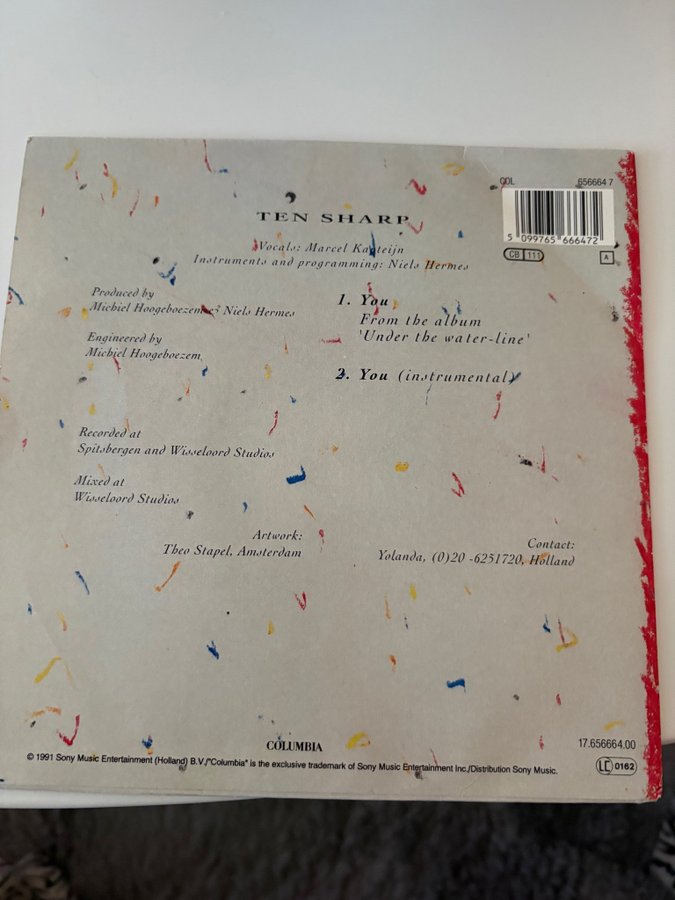 COL 656664 7
5 099765 666472
CB 111
A
TEN SHARP
Vocals: Marcel Kapteijn
Instruments and programming: Niels Hermes
Produced by
Michiel Hoogeboezem & Niels Hermes
Engineered by
Michiel Hoogeboezem
Recorded at
Spitsbergen and Wisseloord Studios
Mixed at
Wisseloord Studios
1. You
From the album
'Under the water-line'
2. You (instrumental)
Artwork:
Theo Stapel, Amsterdam
Contact:
Yolanda, (0)20 -6251720, Holland
COLUMBIA
17.656664.00
© 1991 Sony Music Entertainment (Holland) B.V./"Columbia" is the exclusive trademark of Sony Music Entertainment Inc./Distribution Sony Music.
LC 0162